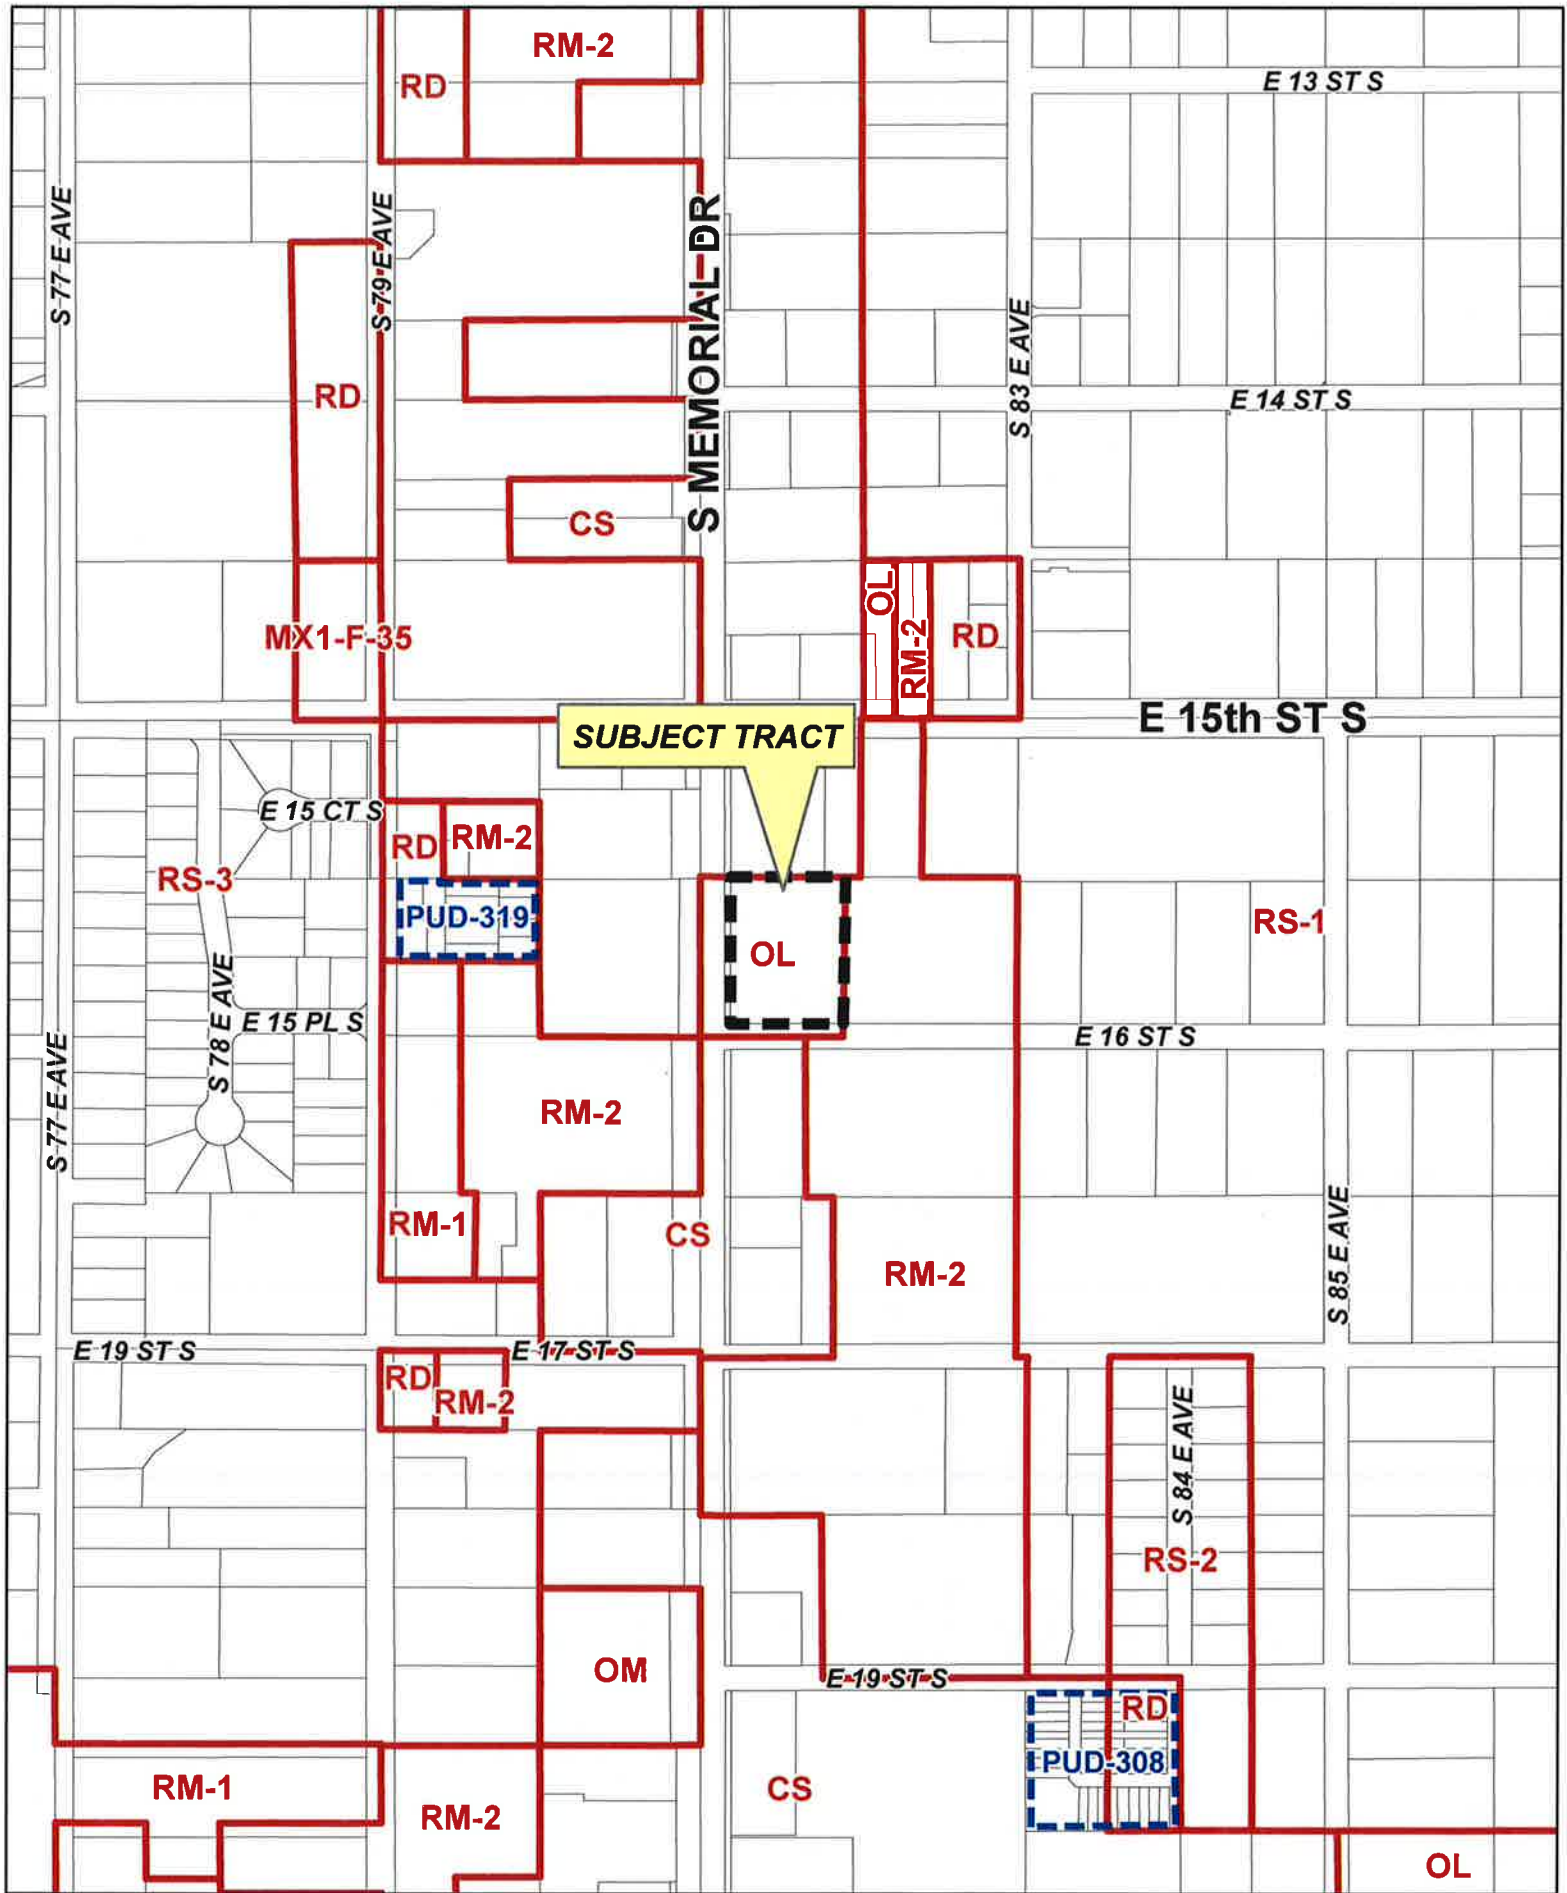 RM-2
RD
E 13 ST S
S 77 E AVE
S 79 E AVE
S MEMORIAL DR
S 83 E AVE
RD
E 14 ST S
CS
OL
RM-2
RD
MX1-F-35
E 15th ST S
SUBJECT TRACT
E 15 CT S
RD
RM-2
RS-3
PUD-319
OL
RS-1
S 78 E AVE
E 15 PL S
E 16 ST S
S 77 E AVE
RM-2
RM-1
CS
RM-2
S 85 E AVE
E 19 ST S
E 17 ST S
RD
RM-2
S 84 E AVE
RS-2
OM
E 19 ST S
RD
PUD-308
RM-1
CS
RM-2
OL